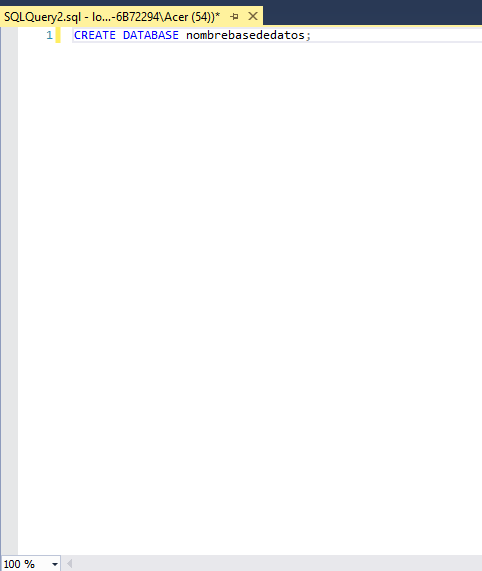 SQLQuery2.sql - lo...-6B72294\Acer (54))*
1 CREATE DATABASE nombrebasededatos;
100 %